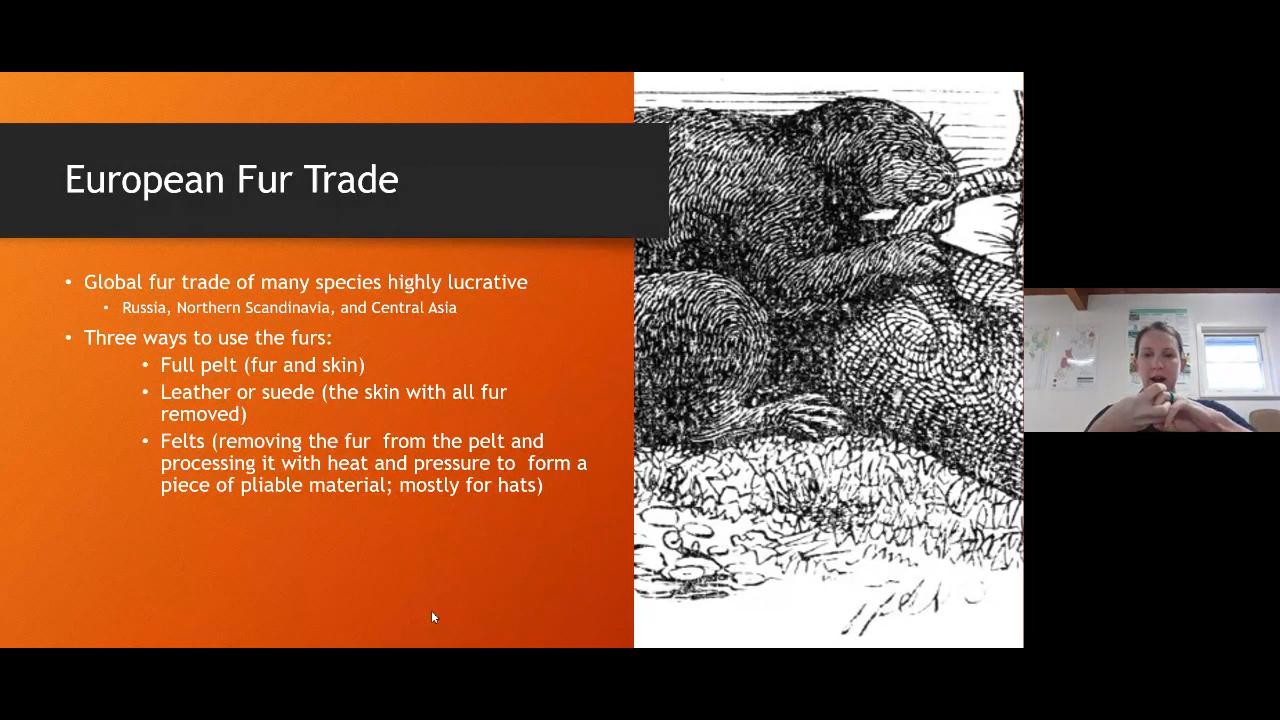 European Fur Trade
• Global fur trade of many species highly lucrative
• Russia, Northern Scandinavia, and Central Asia
• Three ways to use the furs:
• Full pelt (fur and skin)
• Leather or suede (the skin with all fur
removed)
• Felts (removing the fur  from the pelt and
processing it with heat and pressure to  form a
piece of pliable material; mostly for hats)